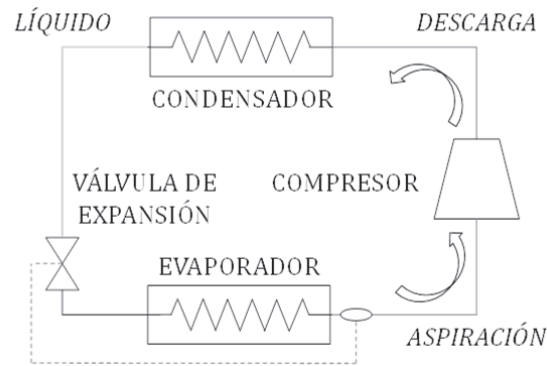 LÍQUIDO
DESCARGA
CONDENSADOR
VÁLVULA DE
EXPANSIÓN
COMPRESOR
EVAPORADOR
ASPIRACIÓN